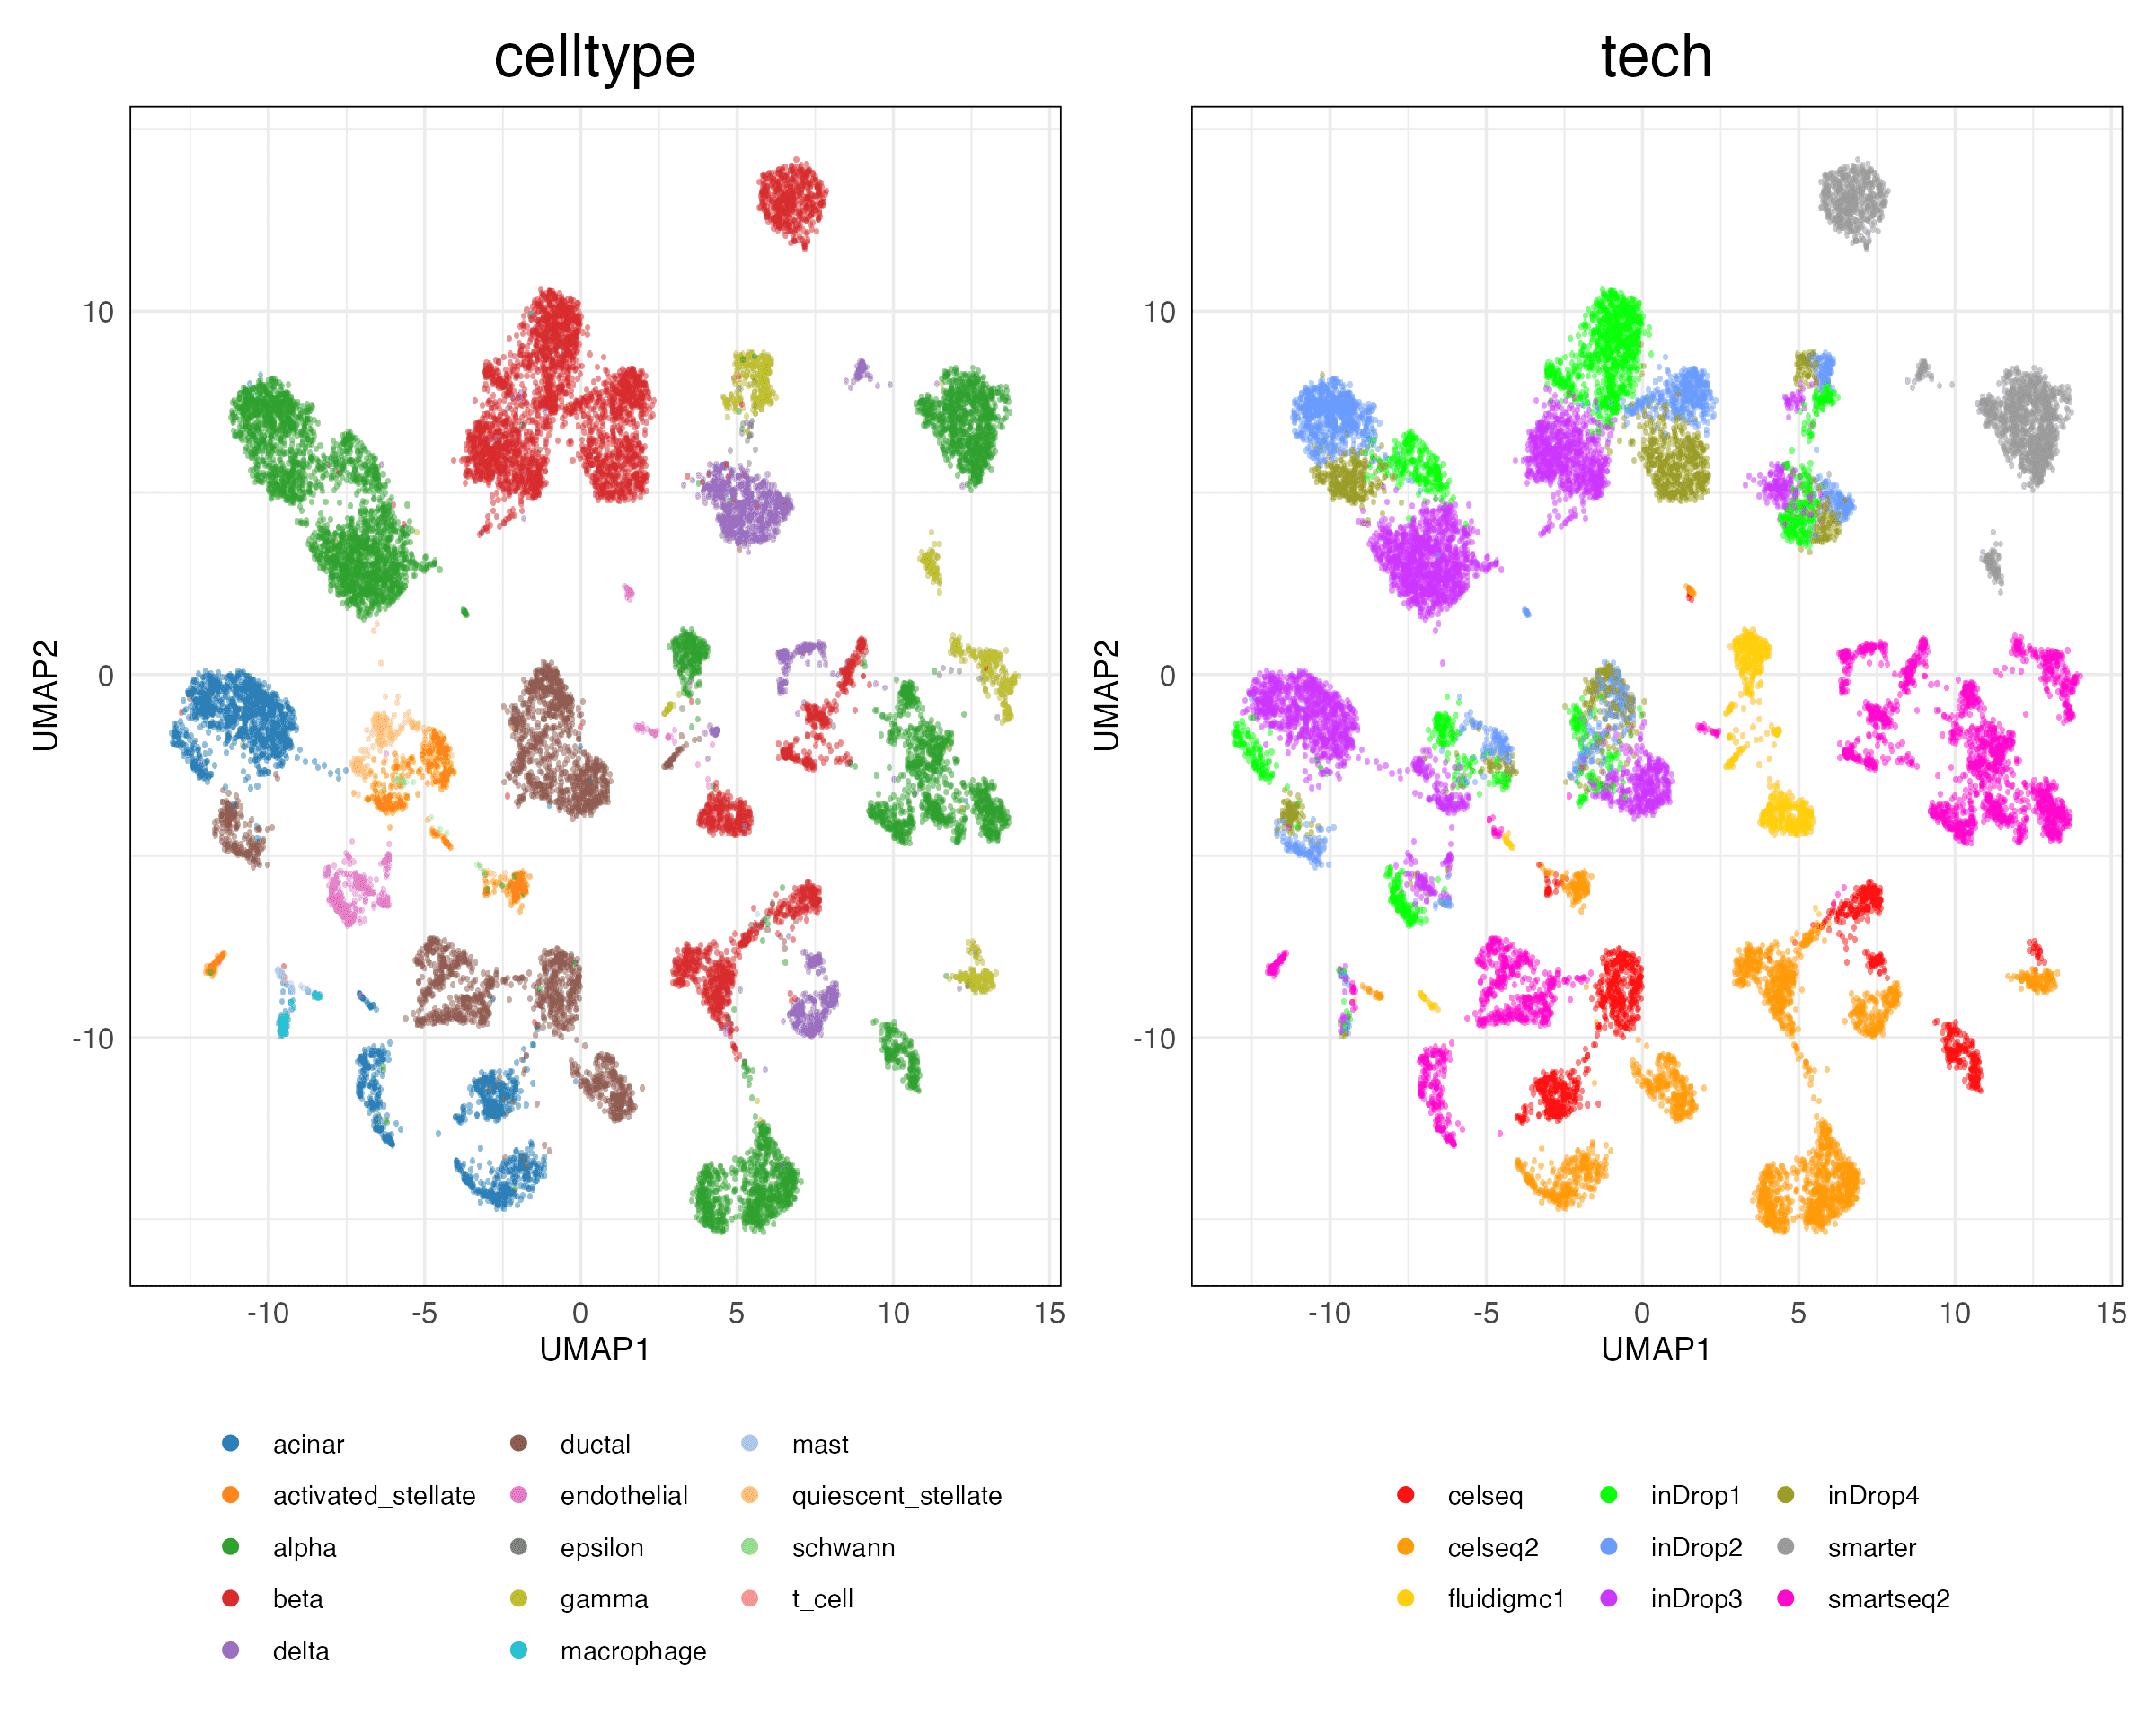 celltype
tech
10
0
-10
UMAP2
-10 -5 0 5 10 15
UMAP1
10
0
-10
UMAP2
-10 -5 0 5 10 15
UMAP1
acinar ductal mast
activated_stellate endothelial quiescent_stellate
alpha epsilon schwann
beta gamma t_cell
delta macrophage
celseq inDrop1 inDrop4
celseq2 inDrop2 smarter
fluidigmc1 inDrop3 smartseq2